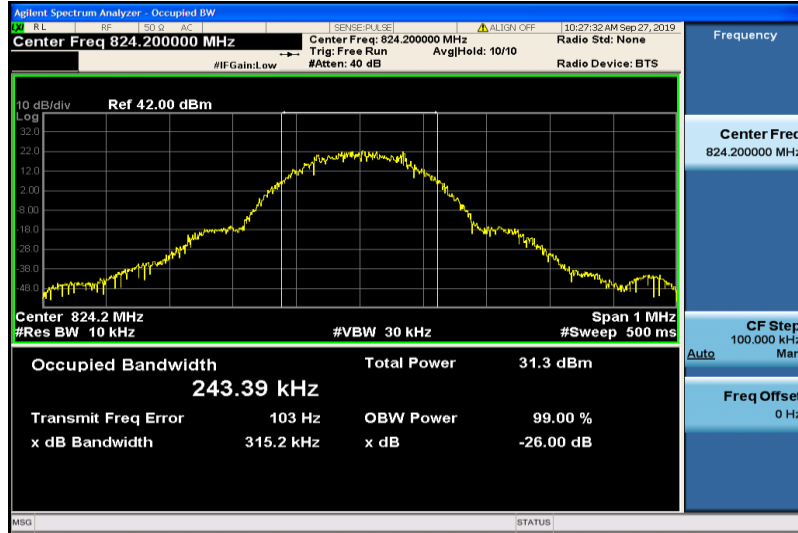 Agilent Spectrum Analyzer - Occupied BW
LXI RL RF 50 Ω AC SENSE:PULSE ALIGN OFF 10:27:32 AM Sep 27, 2019
Center Freq 824.200000 MHz Center Freq: 824.200000 MHz Radio Std: None
Trig: Free Run Avg|Hold: 10/10
#IFGain:Low #Atten: 40 dB Radio Device: BTS
10 dB/div Ref 42.00 dBm
Log
32.0
22.0
12.0
2.00
-8.00
-18.0
-28.0
-38.0
-48.0
Center 824.2 MHz Span 1 MHz
#Res BW 10 kHz #VBW 30 kHz #Sweep 500 ms
Occupied Bandwidth Total Power 31.3 dBm
243.39 kHz
Transmit Freq Error 103 Hz OBW Power 99.00 %
x dB Bandwidth 315.2 kHz x dB -26.00 dB
Frequency
Center Freq
824.200000 MHz
CF Step
100.000 kHz
Auto Man
Freq Offset
0 Hz
MSG STATUS